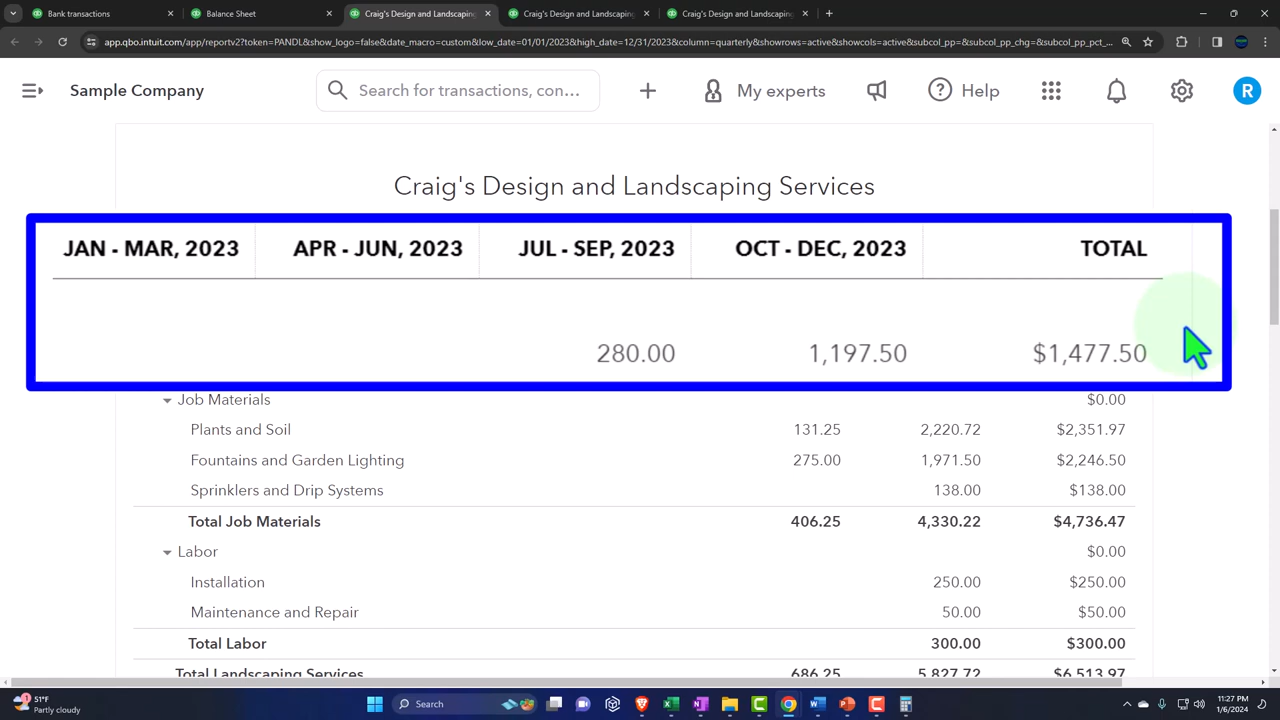 Bank transactions
Balance Sheet
Craig's Design and Landscaping
Craig's Design and Landscaping
Craig's Design and Landscaping
app.qbo.intuit.com/app/reportv2?token=PANDL&show_logo=false&date_macro=custom&low_date=01/01/2023&high_date=12/31/2023&column=quarterly&showrows=active&showcols=active&subcol_pp=&subcol_pp_chg=&subcol_pp_pct_...
Sample Company
Search for transactions, con...
My experts
Help
R
Craig's Design and Landscaping Services
JAN - MAR, 2023 APR - JUN, 2023 JUL - SEP, 2023 OCT - DEC, 2023 TOTAL
280.00 1,197.50 $1,477.50
Job Materials $0.00
Plants and Soil 131.25 2,220.72 $2,351.97
Fountains and Garden Lighting 275.00 1,971.50 $2,246.50
Sprinklers and Drip Systems 138.00 $138.00
Total Job Materials 406.25 4,330.22 $4,736.47
Labor $0.00
Installation 250.00 $250.00
Maintenance and Repair 50.00 $50.00
Total Labor 300.00 $300.00
Total Landscaping Services 686.25 5,827.72 $6,513.97
51°F
Partly cloudy
Search
11:27 PM
1/6/2024